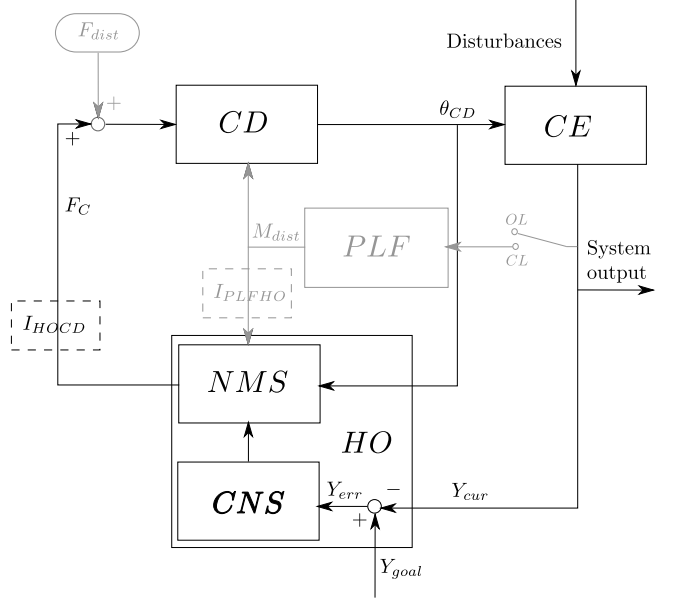 F_dist
Disturbances
+
+
CD
θ_CD
CE
F_C
M_dist
PLF
OL
CL
System
output
I_PLFHO
I_HOCD
NMS
HO
CNS
Y_err
−
+
Y_cur
Y_goal